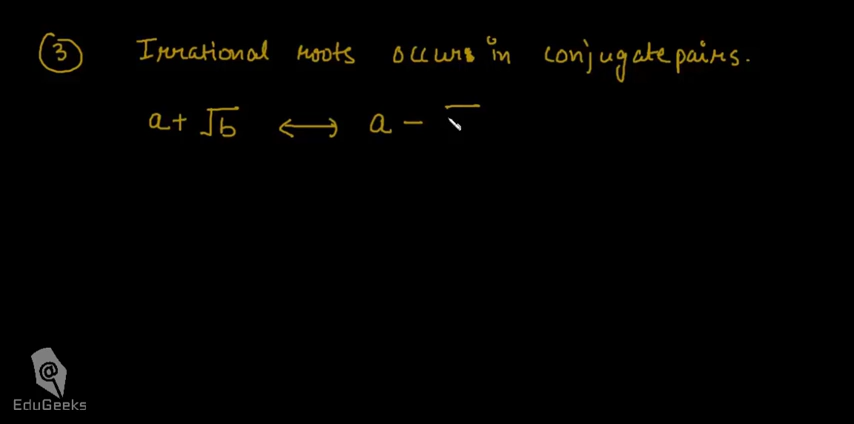 ③ Irrational roots occurs in conjugate pairs.
a + √b ⟷ a − √
@
EduGeeks